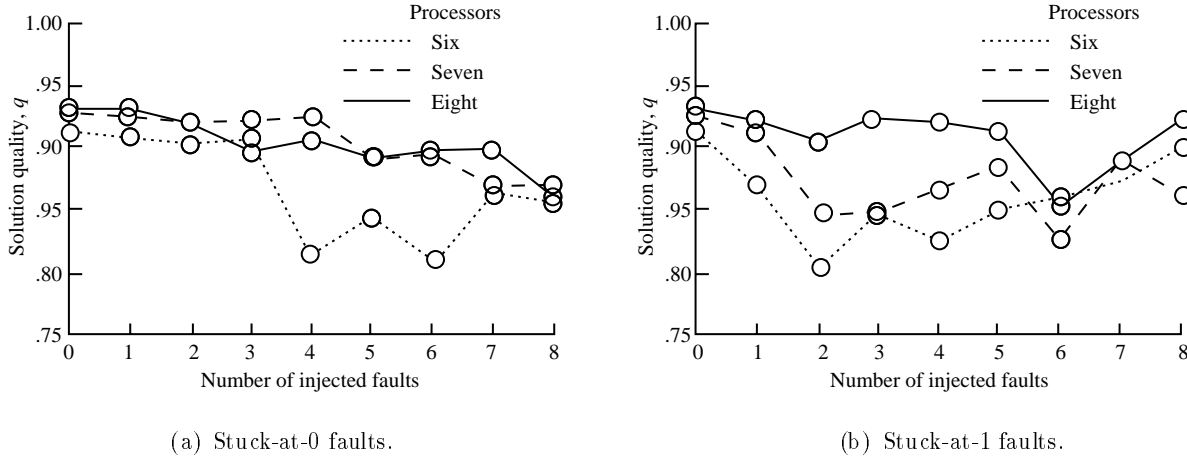 Processors
Six
Seven
Eight
1.00
.95
.90
.95
.80
.75
Solution quality, q
0 1 2 3 4 5 6 7 8
Number of injected faults
(a) Stuck-at-0 faults.
Processors
Six
Seven
Eight
1.00
.95
.90
.95
.80
.75
Solution quality, q
0 1 2 3 4 5 6 7 8
Number of injected faults
(b) Stuck-at-1 faults.